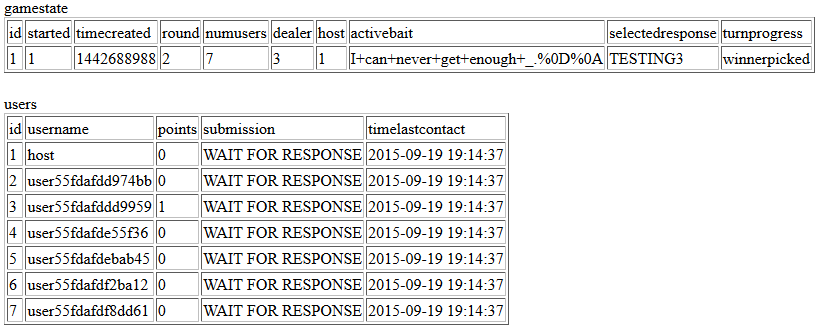 gamestate
id started timecreated round numusers dealer host activebait selectedresponse turnprogress
1 1 1442688988 2 7 3 1 I+can+never+get+enough+_.%0D%0A TESTING3 winnerpicked
users
id username points submission timelastcontact
1 host 0 WAIT FOR RESPONSE 2015-09-19 19:14:37
2 user55fdafdd974bb 0 WAIT FOR RESPONSE 2015-09-19 19:14:37
3 user55fdafddd9959 1 WAIT FOR RESPONSE 2015-09-19 19:14:37
4 user55fdafde55f36 0 WAIT FOR RESPONSE 2015-09-19 19:14:37
5 user55fdafdebab45 0 WAIT FOR RESPONSE 2015-09-19 19:14:37
6 user55fdafdf2ba12 0 WAIT FOR RESPONSE 2015-09-19 19:14:37
7 user55fdafdf8dd61 0 WAIT FOR RESPONSE 2015-09-19 19:14:37